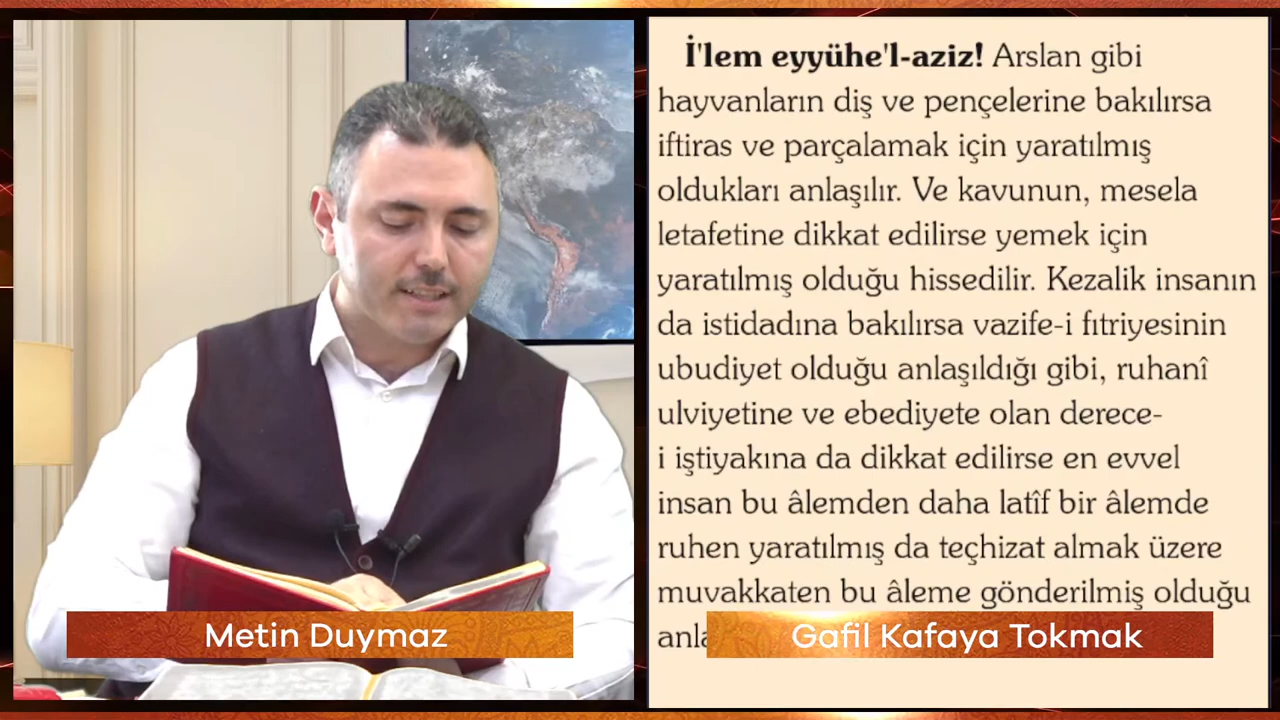 İ'lem eyyühe'l-aziz! Arslan gibi
hayvanların diş ve pençelerine bakılırsa
iftiras ve parçalamak için yaratılmış
oldukları anlaşılır. Ve kavunun, mesela
letafetine dikkat edilirse yemek için
yaratılmış olduğu hissedilir. Kezalik insanın
da istidadına bakılırsa vazife-i fıtriyesinin
ubudiyet olduğu anlaşıldığı gibi, ruhanî
ulviyetine ve ebediyete olan derece-
i iştiyakına da dikkat edilirse en evvel
insan bu âlemden daha latîf bir âlemde
ruhen yaratılmış da teçhizat almak üzere
muvakkaten bu âleme gönderilmiş olduğu
Metin Duymaz
Gafil Kafaya Tokmak